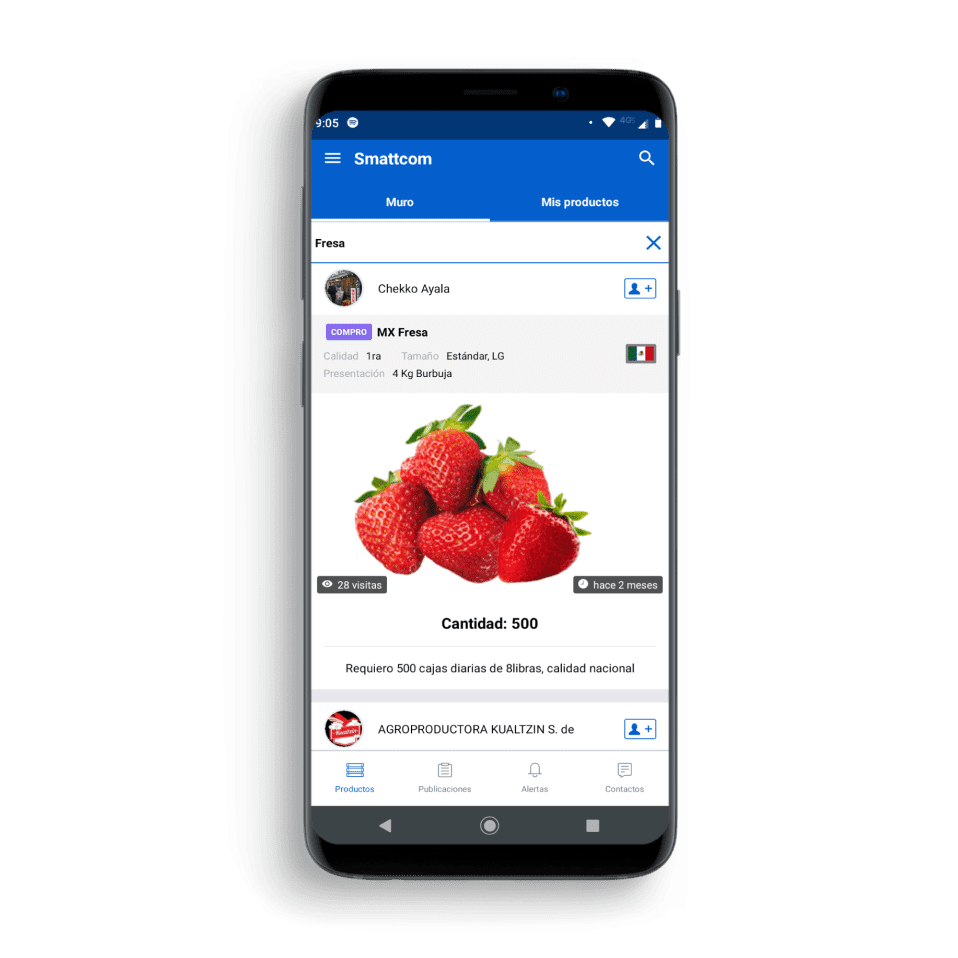 9:05
4G
Smattcom
Muro Mis productos
Fresa
Chekko Ayala
COMPRO MX Fresa
Calidad 1ra Tamaño Estándar, LG
Presentación 4 Kg Burbuja
28 visitas hace 2 meses
Cantidad: 500
Requiero 500 cajas diarias de 8libras, calidad nacional
AGROPRODUCTORA KUALTZIN S. de
Productos Publicaciones Alertas Contactos